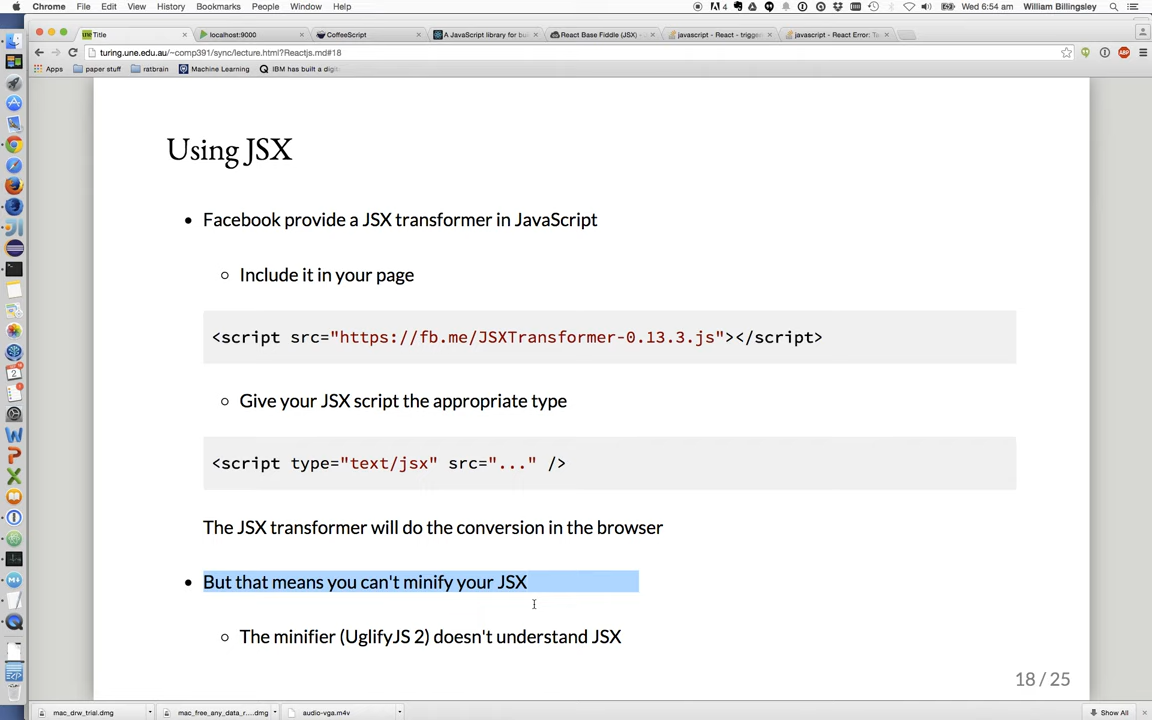 Chrome File Edit View History Bookmarks People Window Help
4 Wed 6:54 am William Billingsley
Title
localhost:9000
CoffeeScript
A JavaScript library for bui
React Base Fiddle (JSX) -
javascript - React - trigger
javascript - React Error: Ta
turing.une.edu.au/~comp391/sync/lecture.html?Reactjs.md#18
Apps paper stuff ratbrain Machine Learning IBM has built a digi
Using JSX
• Facebook provide a JSX transformer in JavaScript
Include it in your page
<script src="https://fb.me/JSXTransformer-0.13.3.js"></script>
Give your JSX script the appropriate type
<script type="text/jsx" src="..." />
The JSX transformer will do the conversion in the browser
• But that means you can't minify your JSX
The minifier (UglifyJS 2) doesn't understand JSX
18 / 25
mac_drw_trial.dmg mac_free_any_data_r....dmg audio-vga.m4v Show All